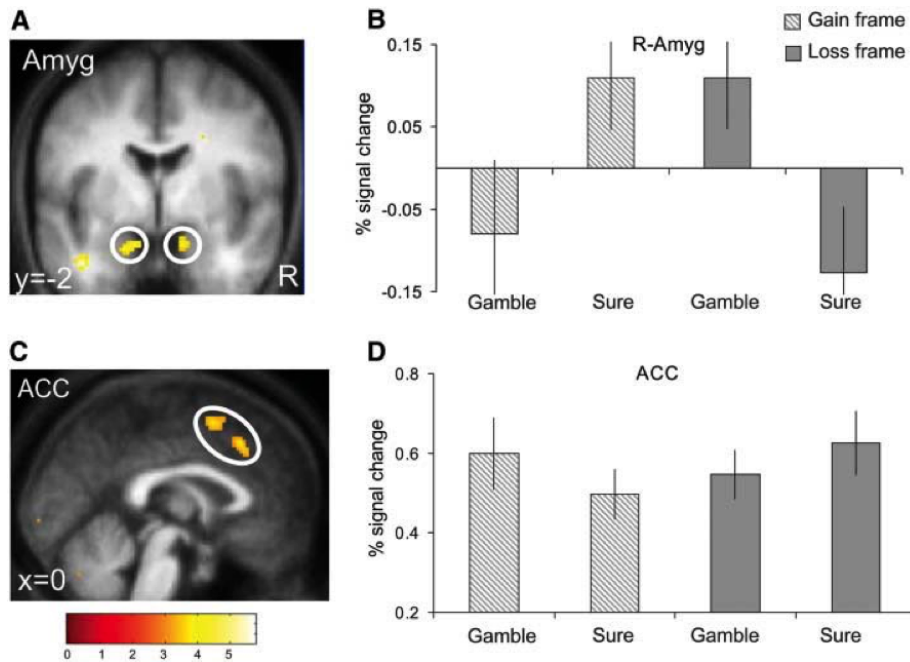 A
Amyg
y=-2
R
B
R-Amyg
Gain frame
Loss frame
% signal change
0.15
0.05
-0.05
-0.15
Gamble Sure Gamble Sure
C
ACC
x=0
0 1 2 3 4 5
D
ACC
% signal change
0.8
0.6
0.4
0.2
Gamble Sure Gamble Sure